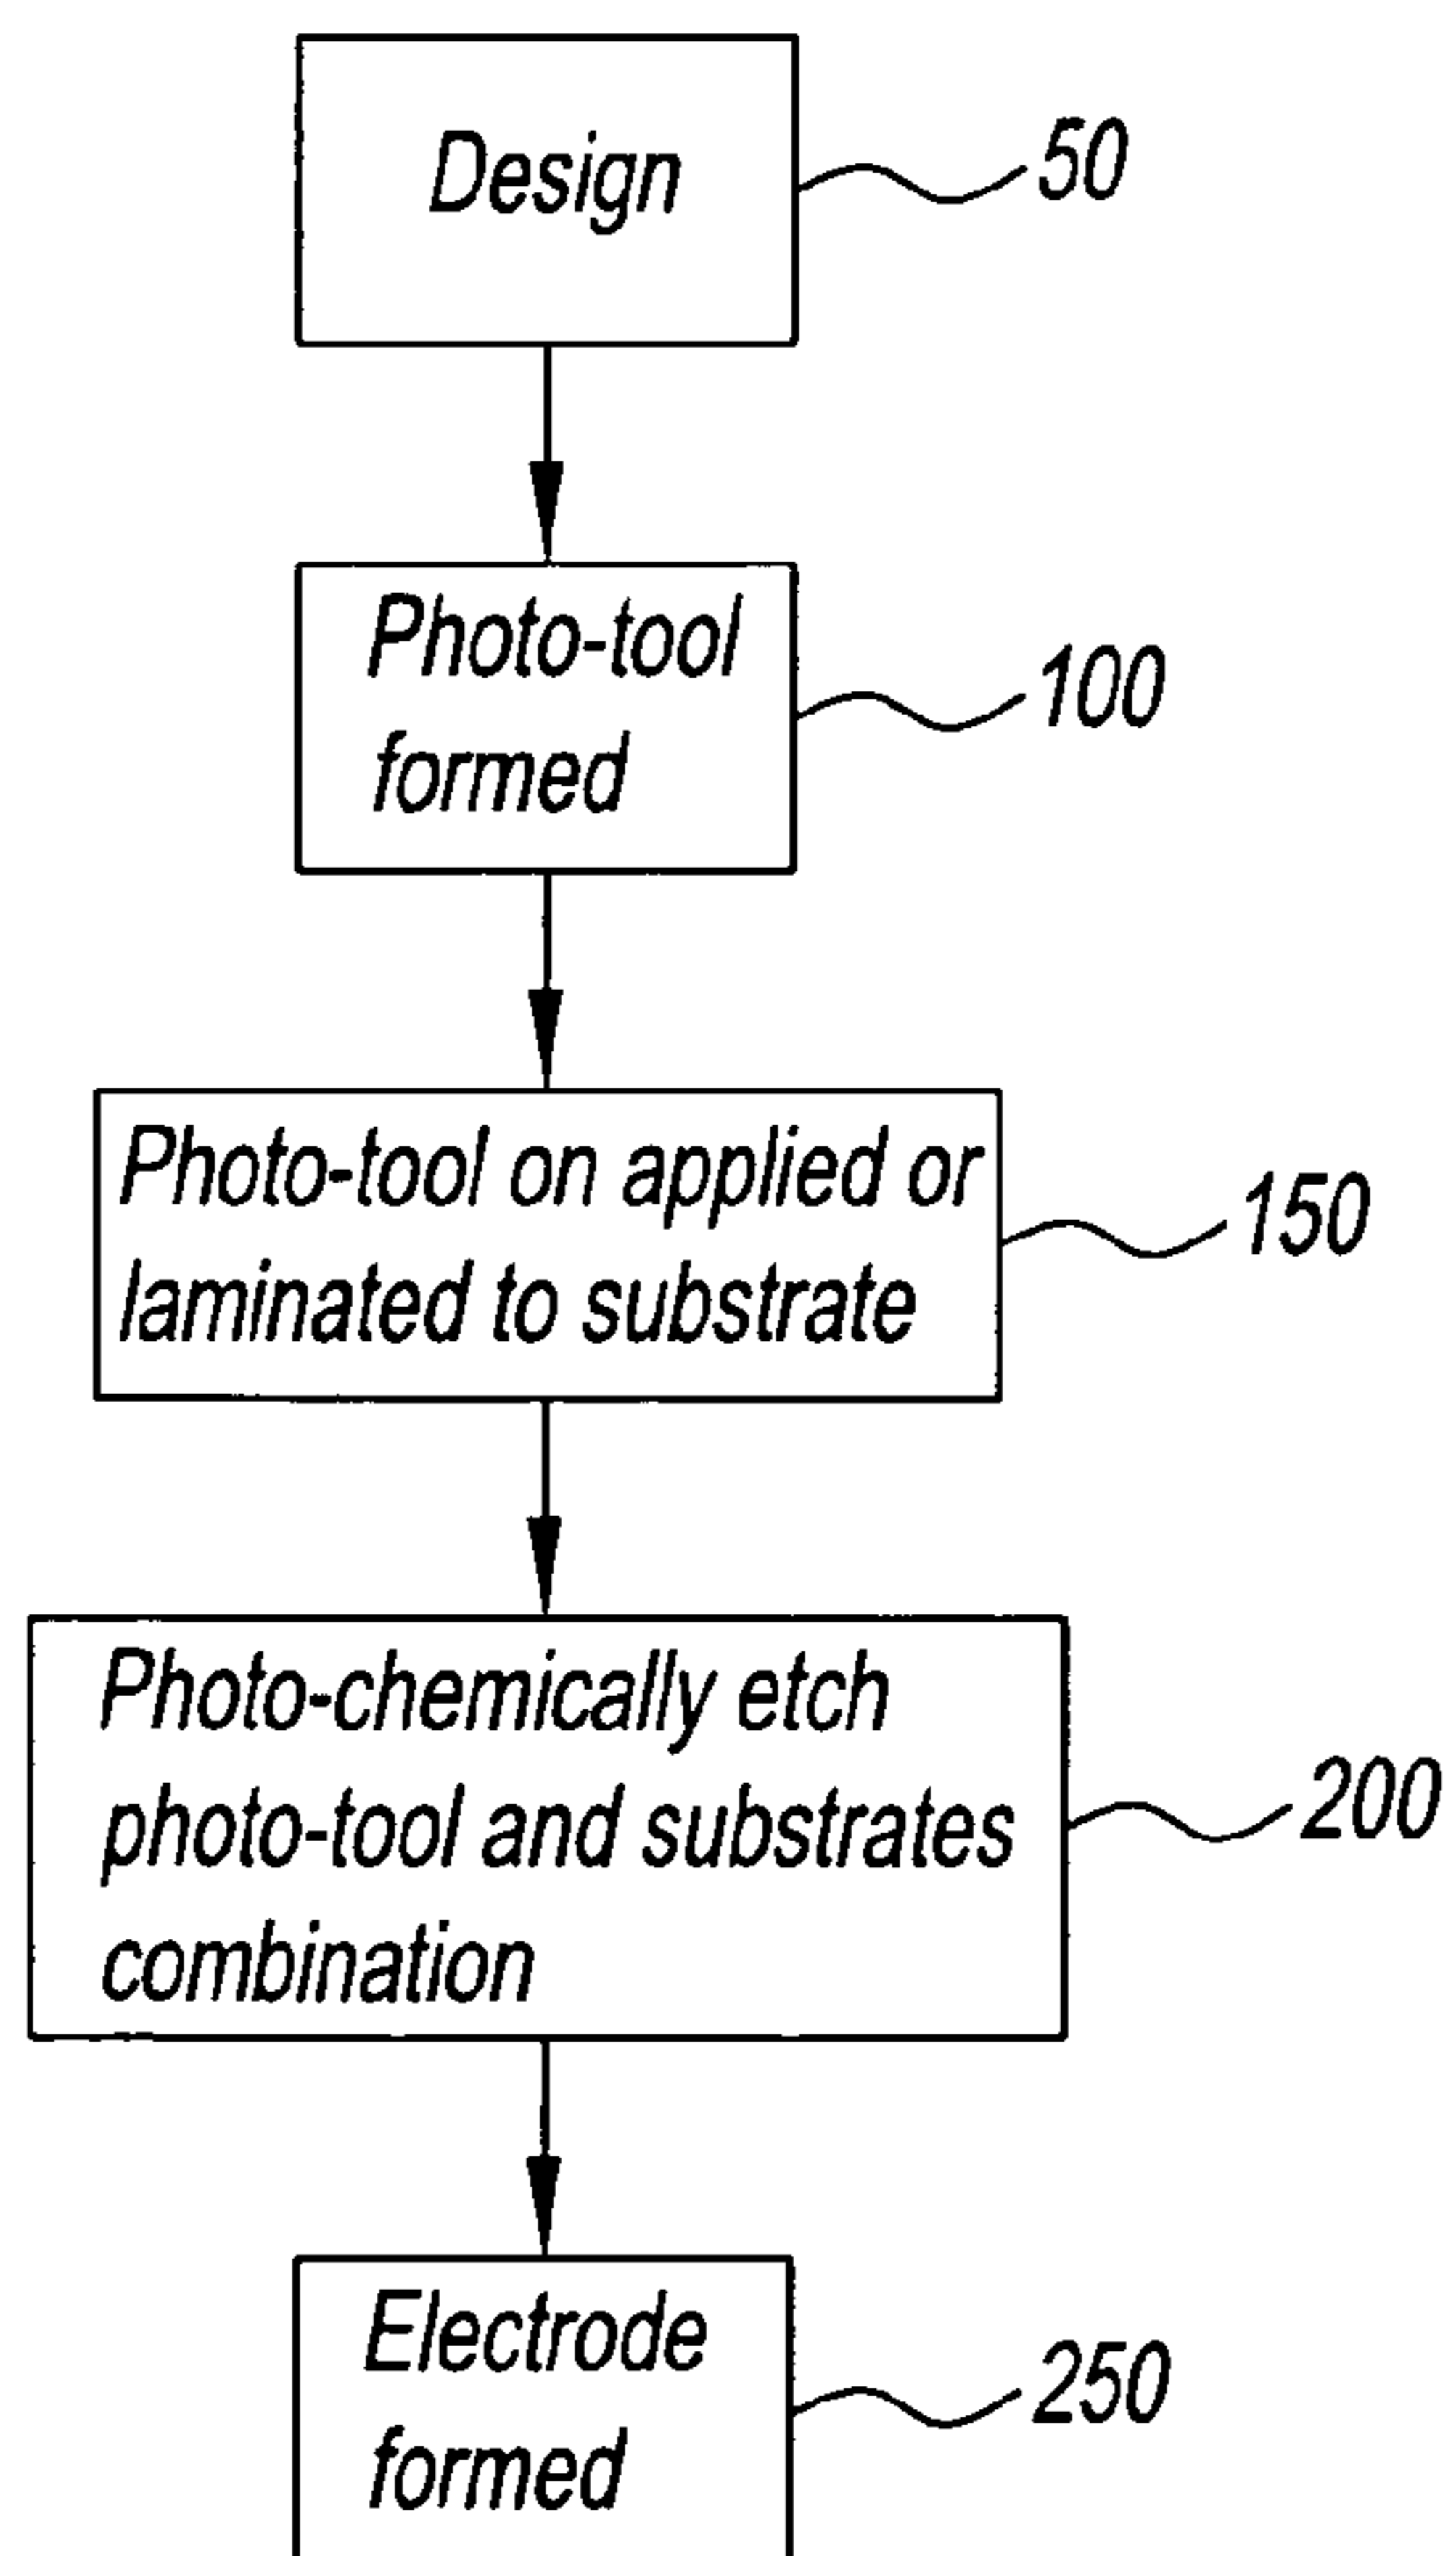 Design
50
Photo-tool
formed
100
Photo-tool on applied or
laminated to substrate
150
Photo-chemically etch
photo-tool and substrates
combination
200
Electrode
formed
250